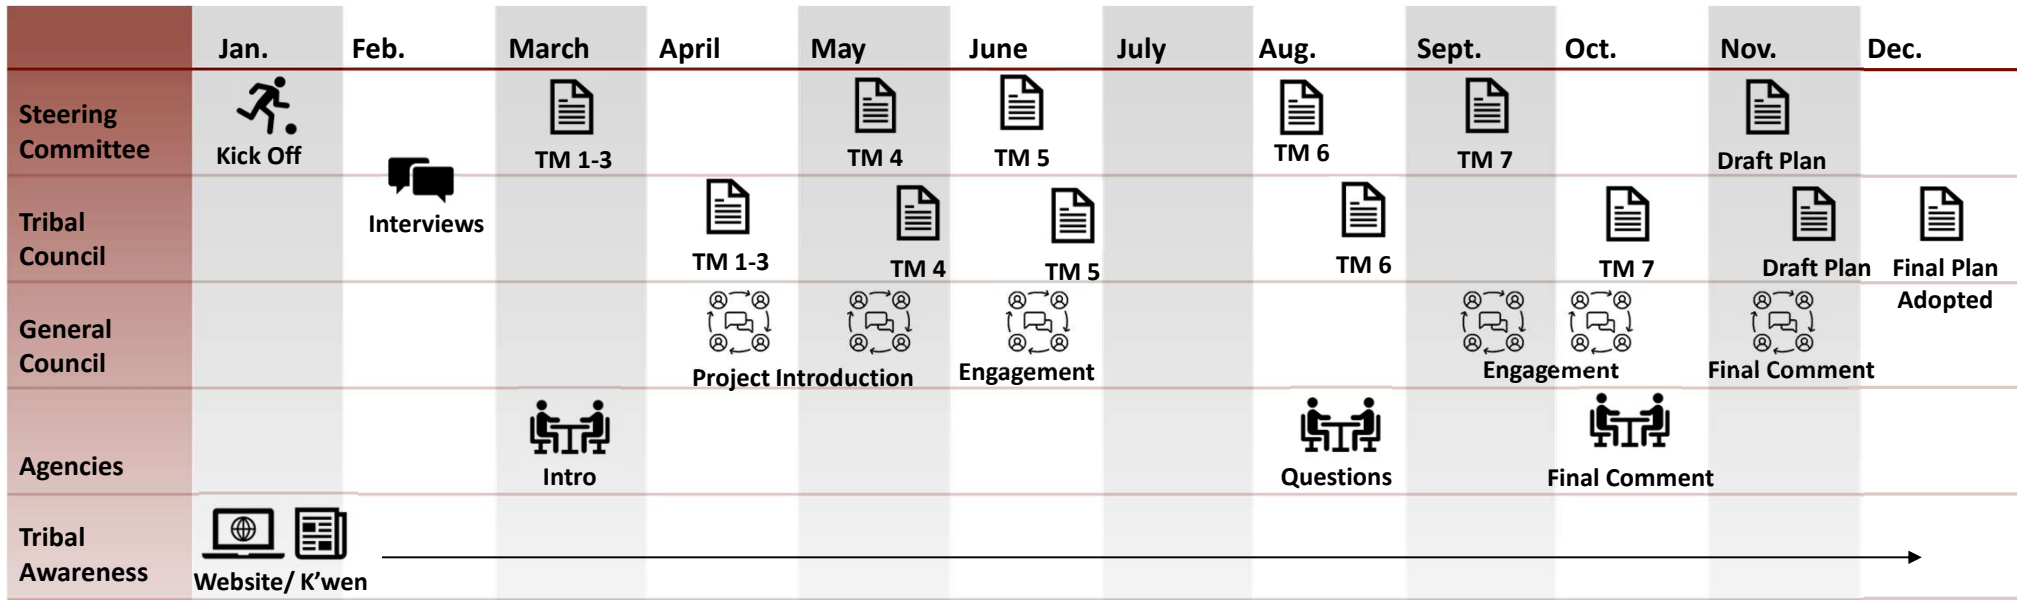 Jan. Feb. March April May June July Aug. Sept. Oct. Nov. Dec.
Steering
Committee
Kick Off
TM 1-3
TM 4
TM 5
TM 6
TM 7
Draft Plan
Interviews
Tribal
Council
TM 1-3
TM 4
TM 5
TM 6
TM 7
Draft Plan
Final Plan
Adopted
General
Council
Project Introduction
Engagement
Engagement
Final Comment
Agencies
Intro
Questions
Final Comment
Tribal
Awareness
Website/ K'wen